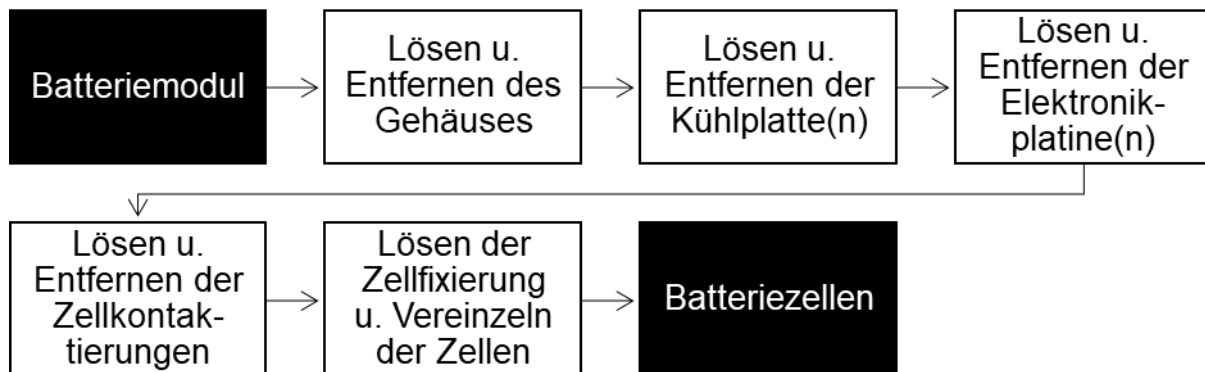 Batteriemodul
Lösen u.
Entfernen des
Gehäuses
Lösen u.
Entfernen der
Kühlplatte(n)
Lösen u.
Entfernen der
Elektronik-
platine(n)
Lösen u.
Entfernen der
Zellkontak-
tierungen
Lösen der
Zellfixierung
u. Vereinzeln
der Zellen
Batteriezellen